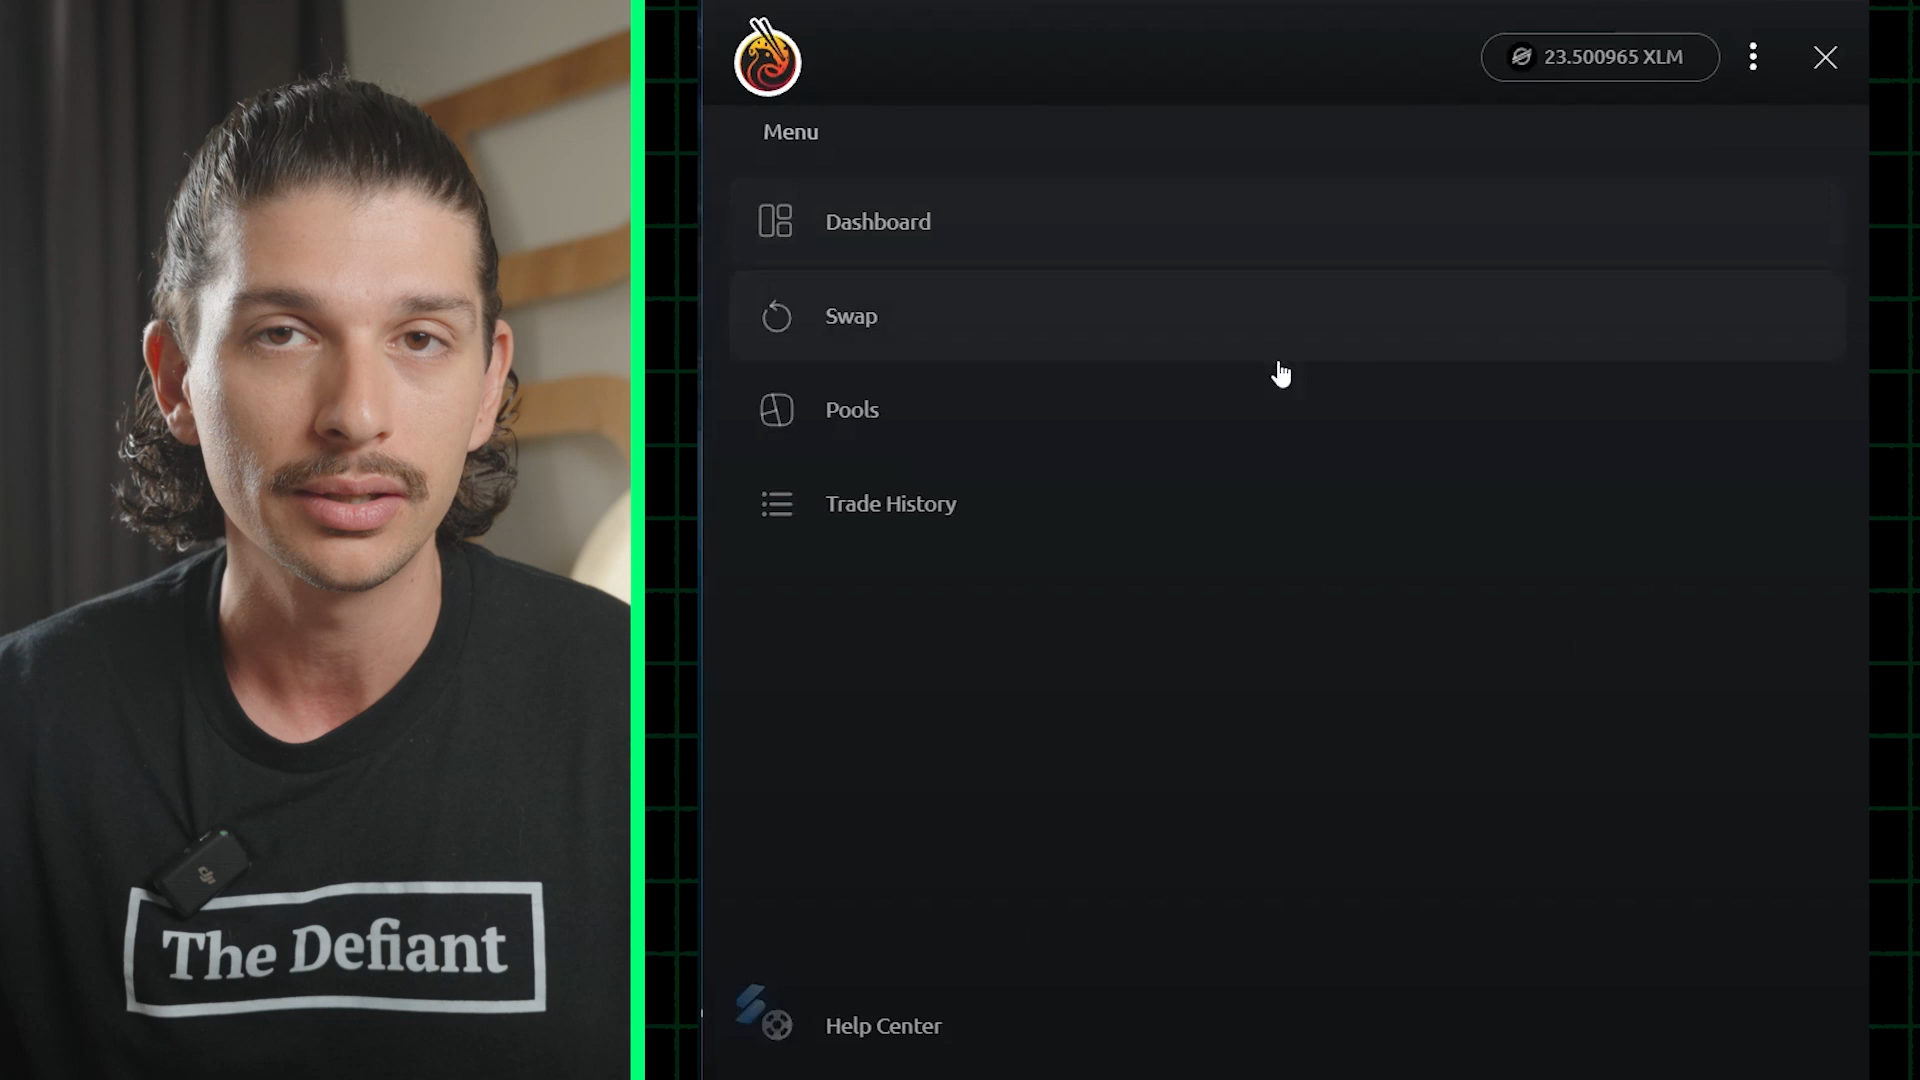 The Defiant
23.500965 XLM
Menu
Dashboard
Swap
Pools
Trade History
Help Center